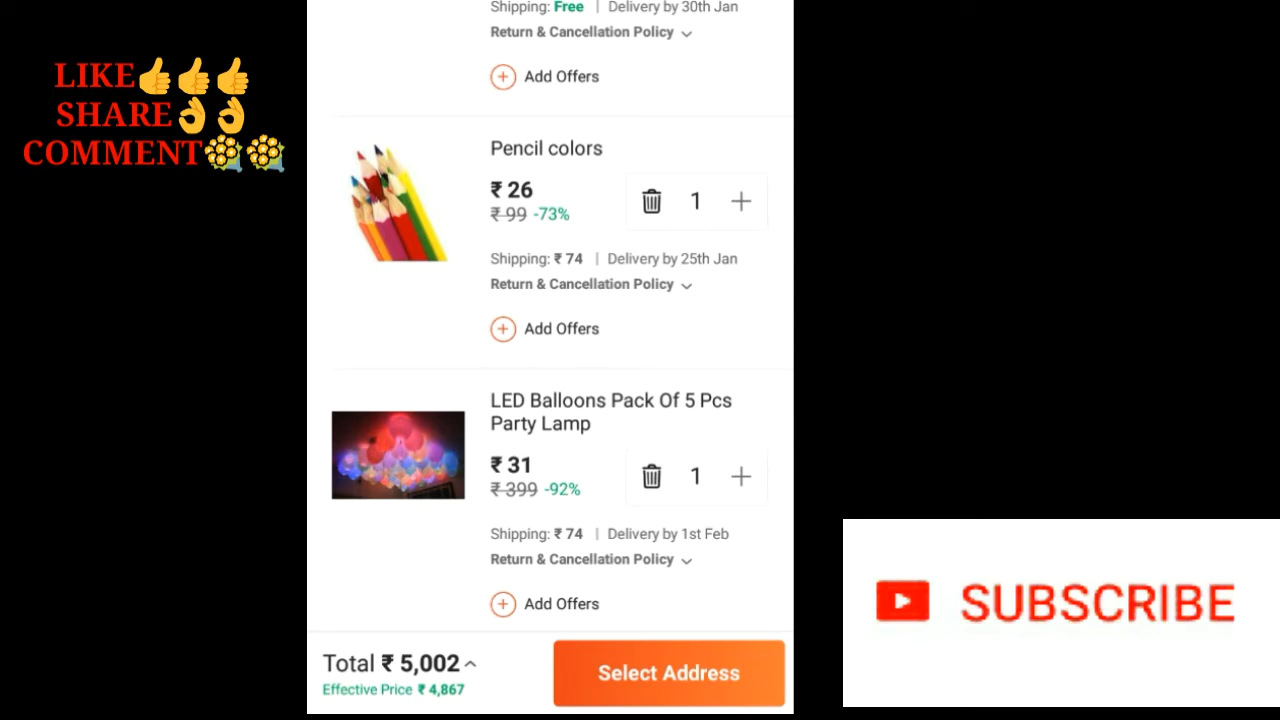 LIKE👍👍👍
SHARE👌👌
COMMENT💐💐
Shipping: Free | Delivery by 30th Jan
Return & Cancellation Policy
Add Offers
Pencil colors
₹ 26
₹ 99 -73%
1
Shipping: ₹ 74 | Delivery by 25th Jan
Return & Cancellation Policy
Add Offers
LED Balloons Pack Of 5 Pcs
Party Lamp
₹ 31
₹ 399 -92%
1
Shipping: ₹ 74 | Delivery by 1st Feb
Return & Cancellation Policy
Add Offers
Total ₹ 5,002
Effective Price ₹ 4,867
Select Address
SUBSCRIBE